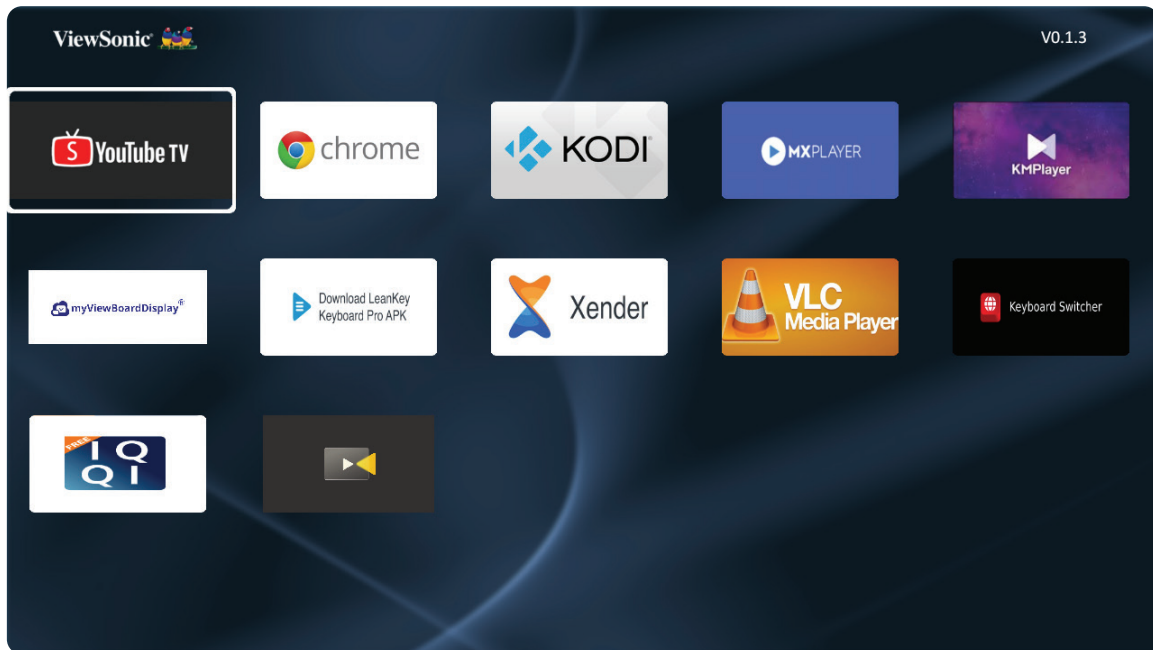 ViewSonic®
V0.1.3
S YouTube TV
chrome
KODI
MXPLAYER
KMPlayer
myViewBoardDisplay®
Download LeanKey
Keyboard Pro APK
Xender
VLC
Media Player
Keyboard Switcher
FREE
IQ
QI